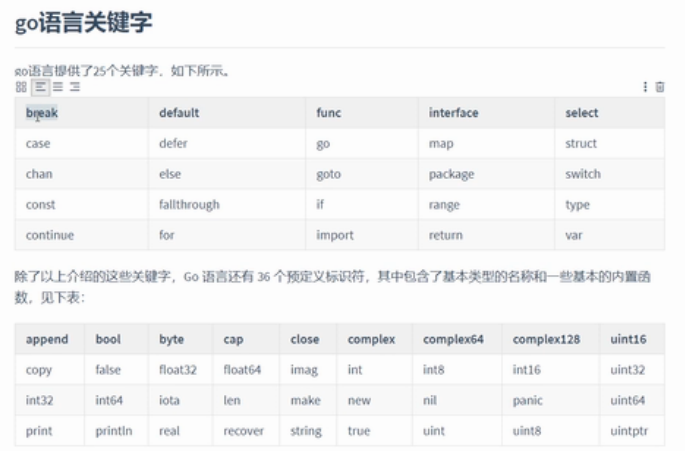 go语言关键字
go语言提供了25个关键字，如下所示。
break default func interface select
case defer go map struct
chan else goto package switch
const fallthrough if range type
continue for import return var
除了以上介绍的这些关键字，Go 语言还有 36 个预定义标识符，其中包含了基本类型的名称和一些基本的内置函
数，见下表：
append bool byte cap close complex complex64 complex128 uint16
copy false float32 float64 imag int int8 int16 uint32
int32 int64 iota len make new nil panic uint64
print println real recover string true uint uint8 uintptr